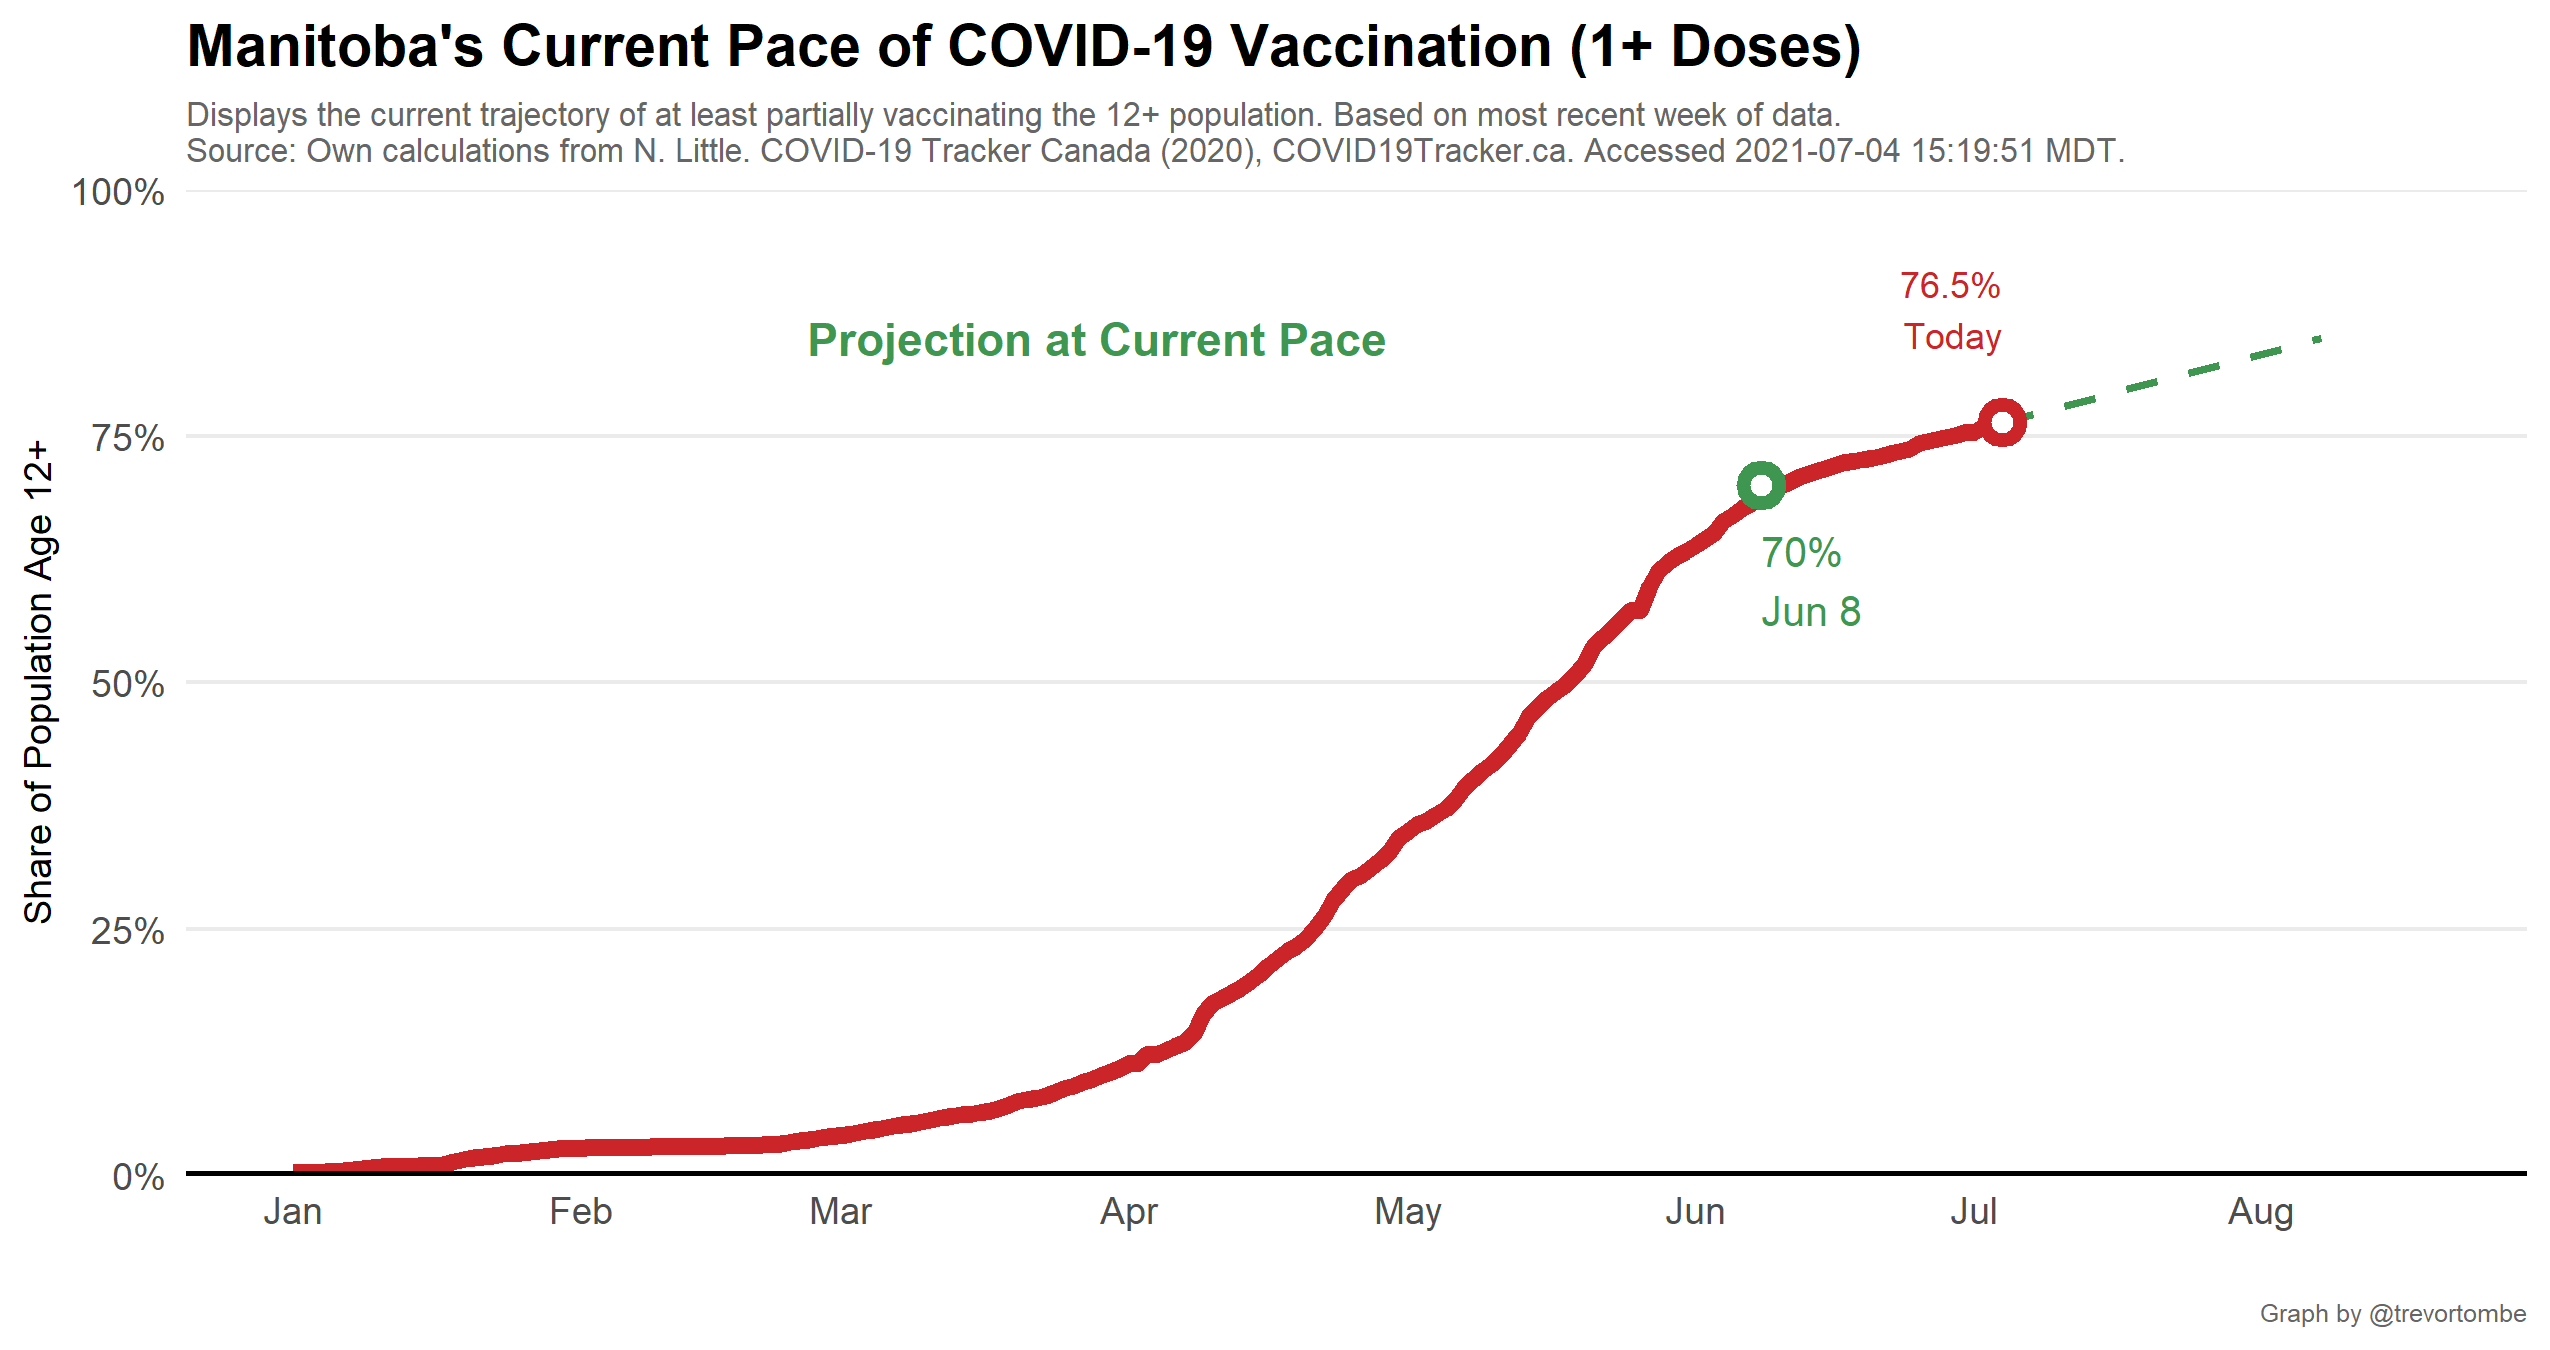 Manitoba's Current Pace of COVID-19 Vaccination (1+ Doses)
Displays the current trajectory of at least partially vaccinating the 12+ population. Based on most recent week of data.
Source: Own calculations from N. Little. COVID-19 Tracker Canada (2020), COVID19Tracker.ca. Accessed 2021-07-04 15:19:51 MDT.
100%
75%
50%
25%
0%
Share of Population Age 12+
Projection at Current Pace
76.5%
Today
70%
Jun 8
Jan
Feb
Mar
Apr
May
Jun
Jul
Aug
Graph by @trevortombe